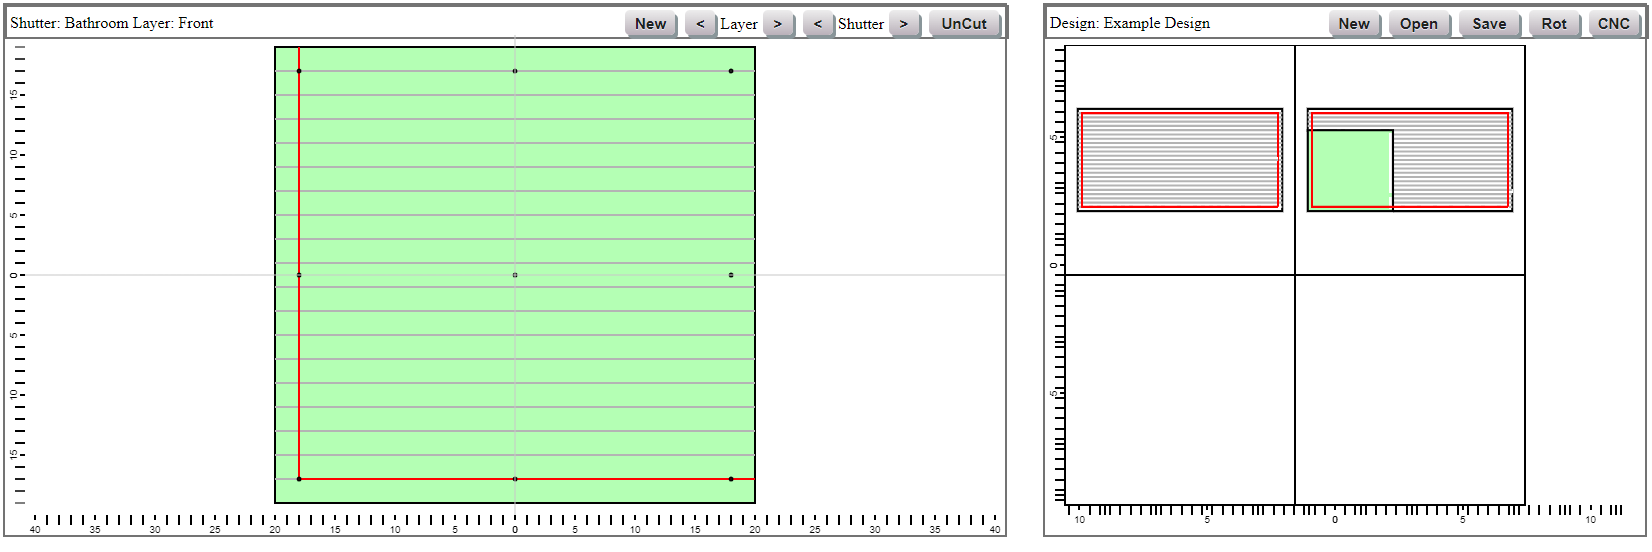 Shutter: Bathroom Layer: Front New < Layer > < Shutter > UnCut
15
10
5
0
5
10
15
40 35 30 25 20 15 10 5 0 5 10 15 20 25 30 35 40
Design: Example Design New Open Save Rot CNC
5
0
5
10 5 0 5 10